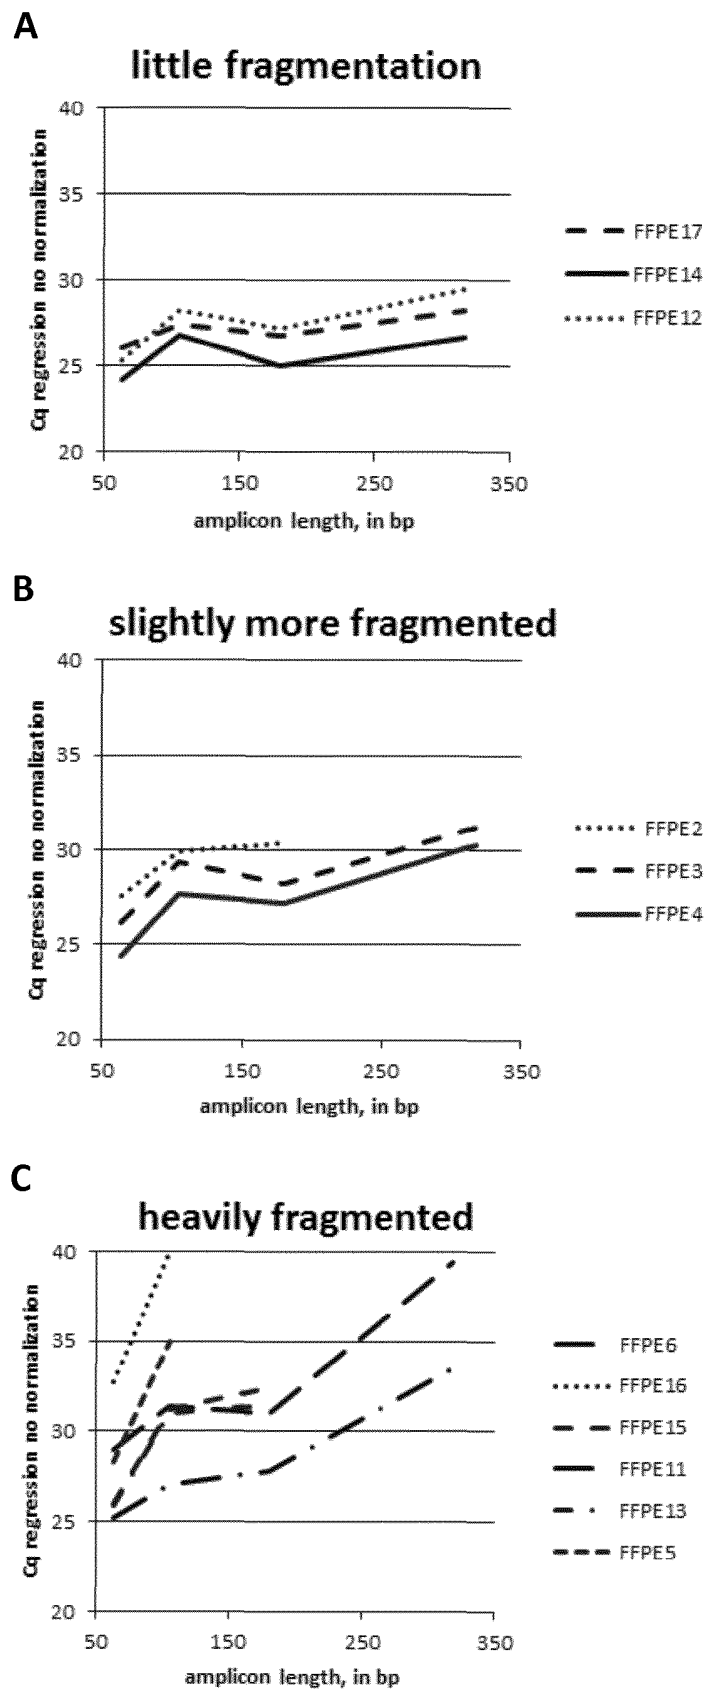 A
little fragmentation
Cq regression no normalization
40
35
30
25
20
50 150 250 350
amplicon length, in bp
FFPE17
FFPE14
FFPE12
B
slightly more fragmented
Cq regression no normalization
40
35
30
25
20
50 150 250 350
amplicon length, in bp
FFPE2
FFPE3
FFPE4
C
heavily fragmented
Cq regression no normalization
40
35
30
25
20
50 150 250 350
amplicon length, in bp
FFPE6
FFPE16
FFPE15
FFPE11
FFPE13
FFPE5